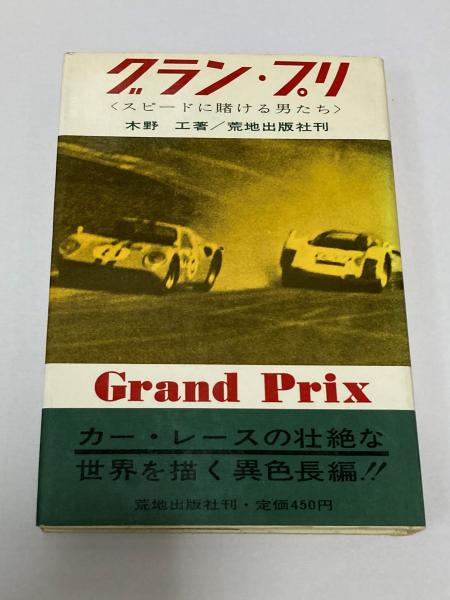 グラン・プリ
〈スピードに賭ける男たち〉
木野 工著／荒地出版社刊
Grand Prix
カー・レースの壮絶な
世界を描く異色長編!!
荒地出版社刊・定価450円